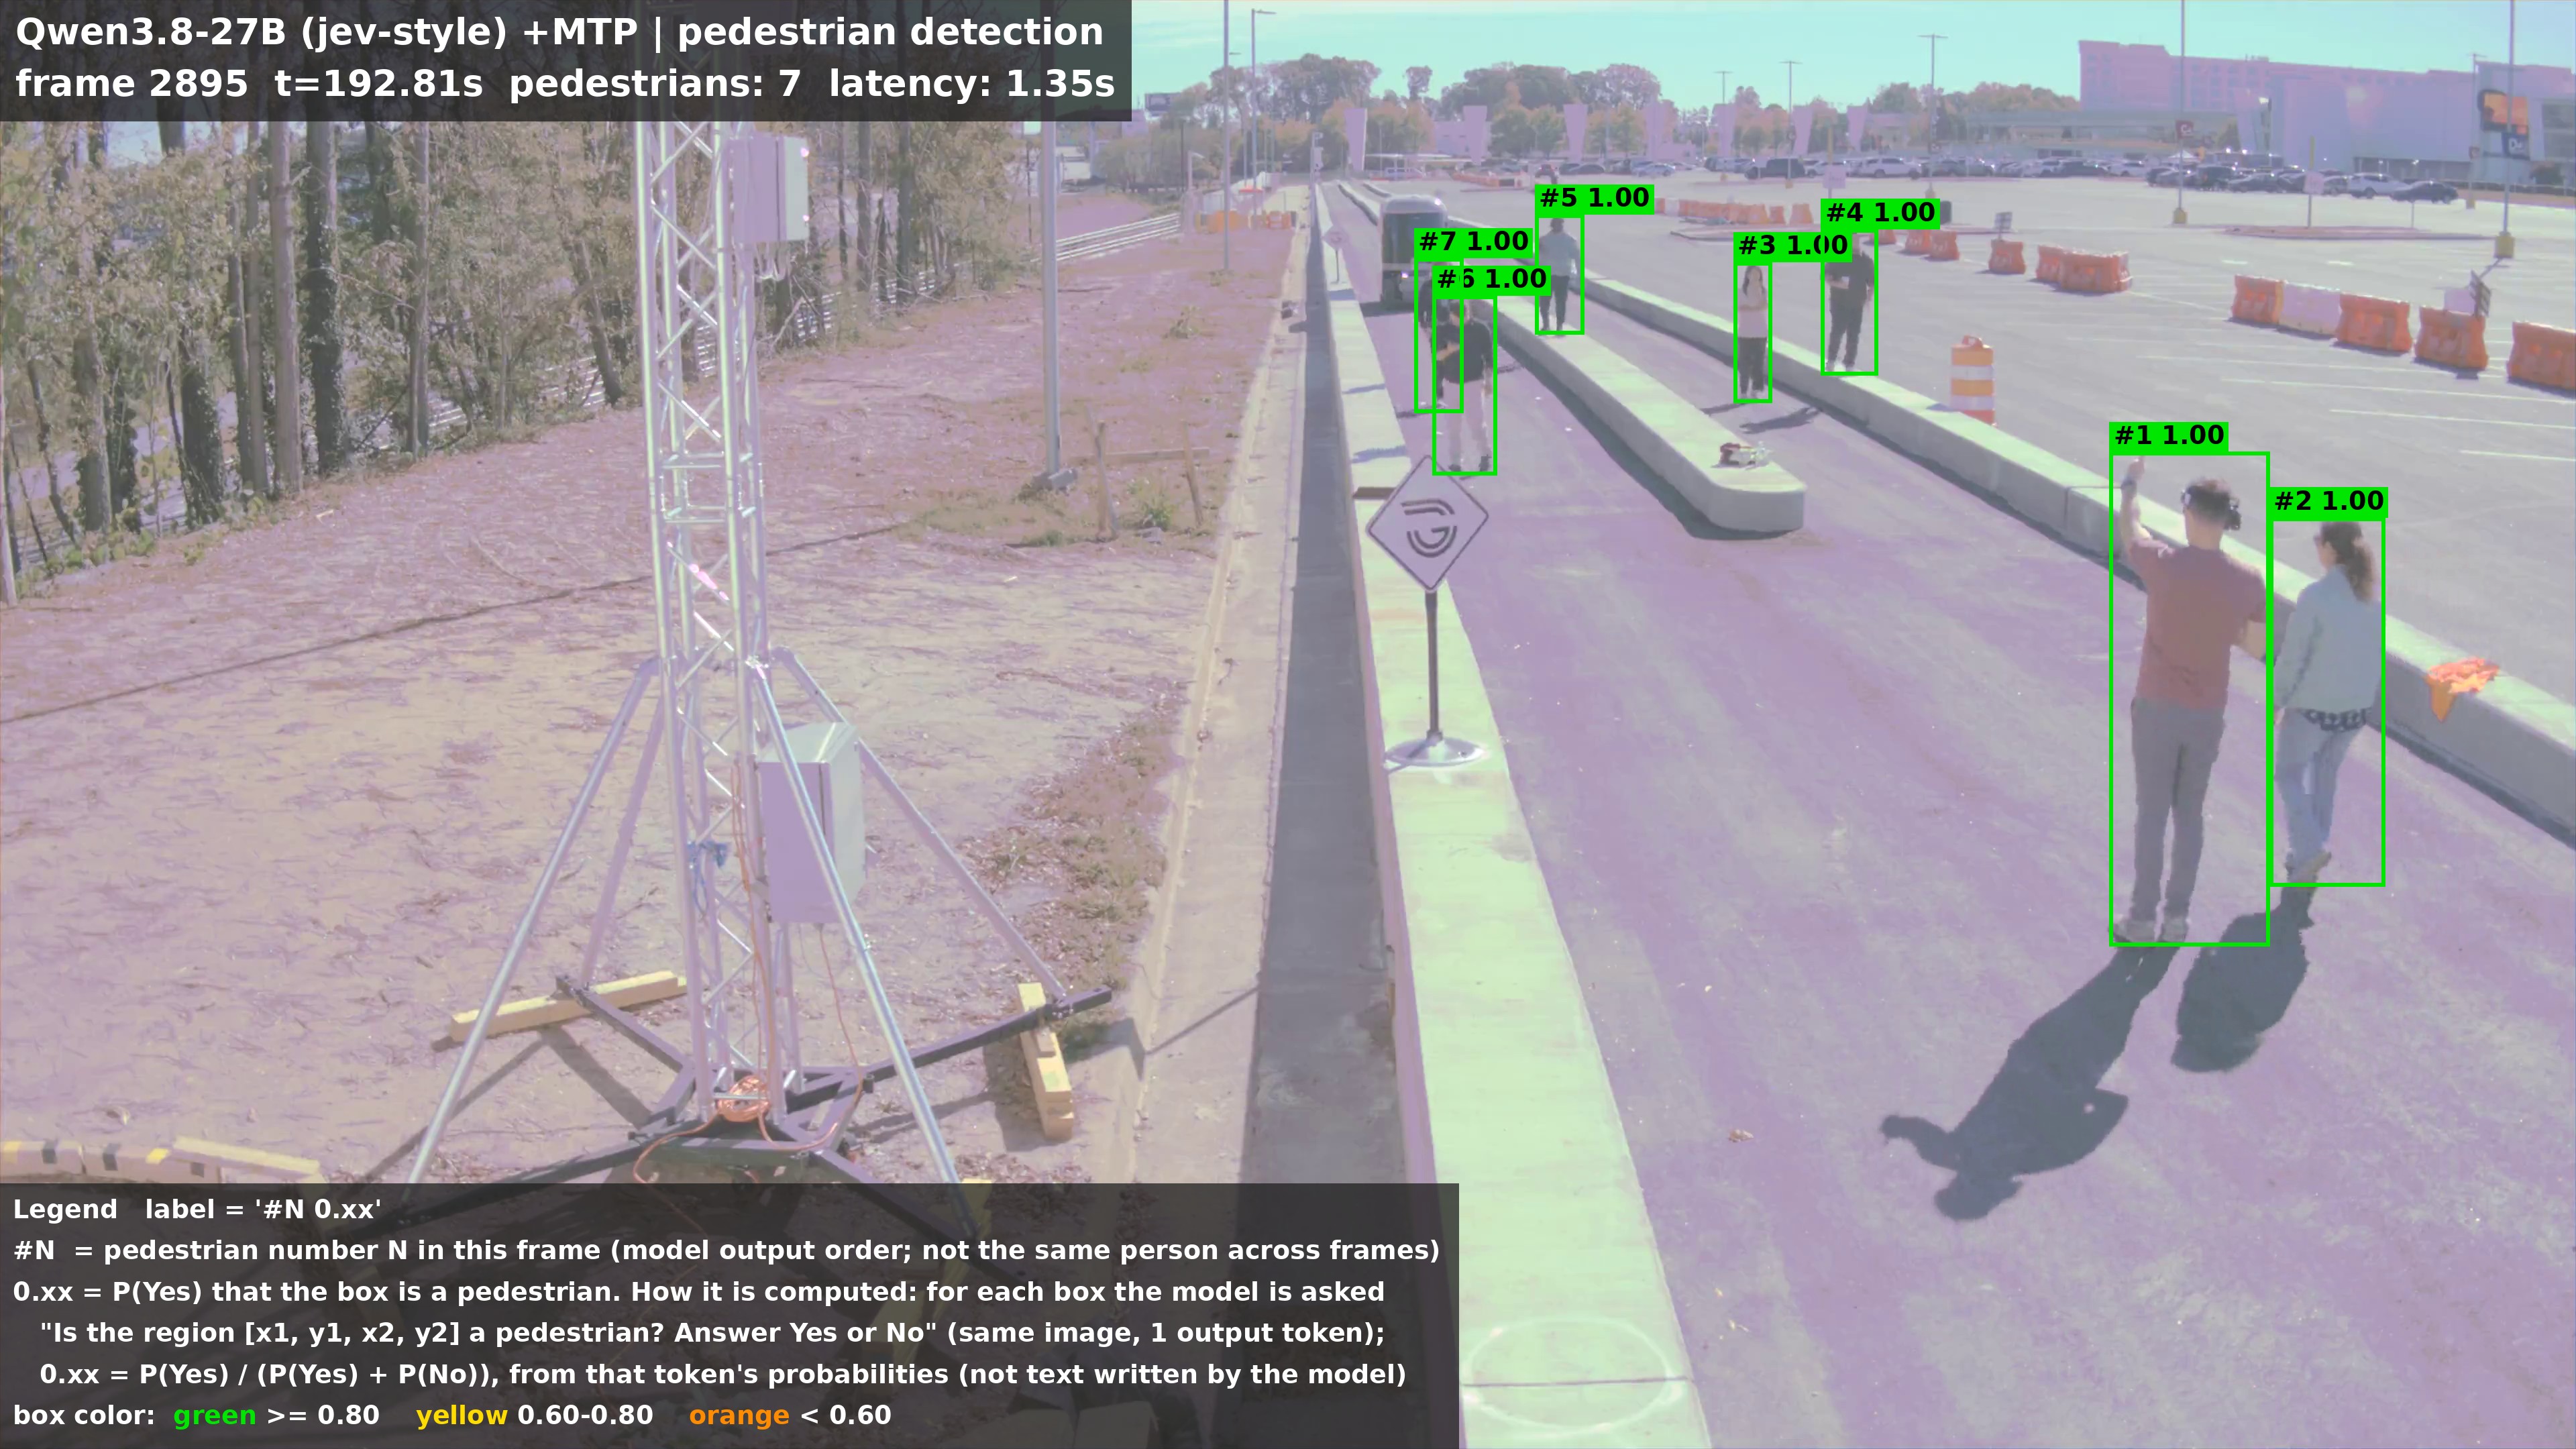 Qwen3.8-27B (jev-style) +MTP | pedestrian detection
frame 2895  t=192.81s  pedestrians: 7  latency: 1.35s
#5 1.00
#4 1.00
#7 1.00
#3 1.00
#6 1.00
#1 1.00
#2 1.00
Legend   label = '#N 0.xx'
#N  = pedestrian number N in this frame (model output order; not the same person across frames)
0.xx = P(Yes) that the box is a pedestrian. How it is computed: for each box the model is asked
"Is the region [x1, y1, x2, y2] a pedestrian? Answer Yes or No" (same image, 1 output token);
0.xx = P(Yes) / (P(Yes) + P(No)), from that token's probabilities (not text written by the model)
box color:  green >= 0.80    yellow 0.60-0.80    orange < 0.60